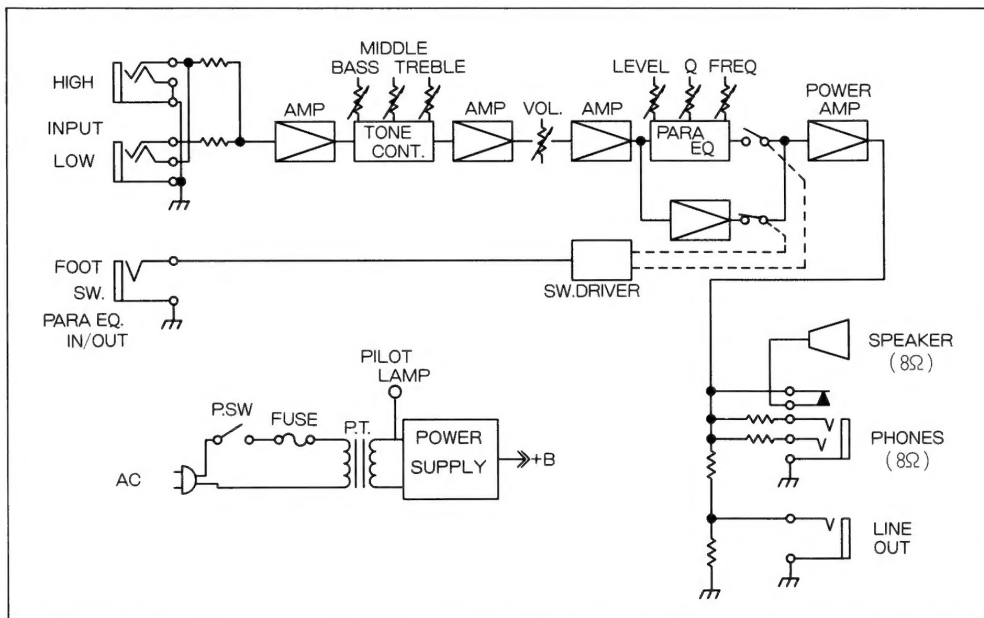 HIGH
INPUT
LOW
AMP
MIDDLE
BASS TREBLE
TONE
CONT.
AMP
VOL.
AMP
LEVEL Q FREQ
PARA
EQ
POWER
AMP
FOOT
SW.
PARA EQ.
IN/OUT
SW.DRIVER
SPEAKER
(8Ω)
PHONES
(8Ω)
LINE
OUT
PILOT
LAMP
P.SW
FUSE
P.T.
POWER
SUPPLY
+B
AC